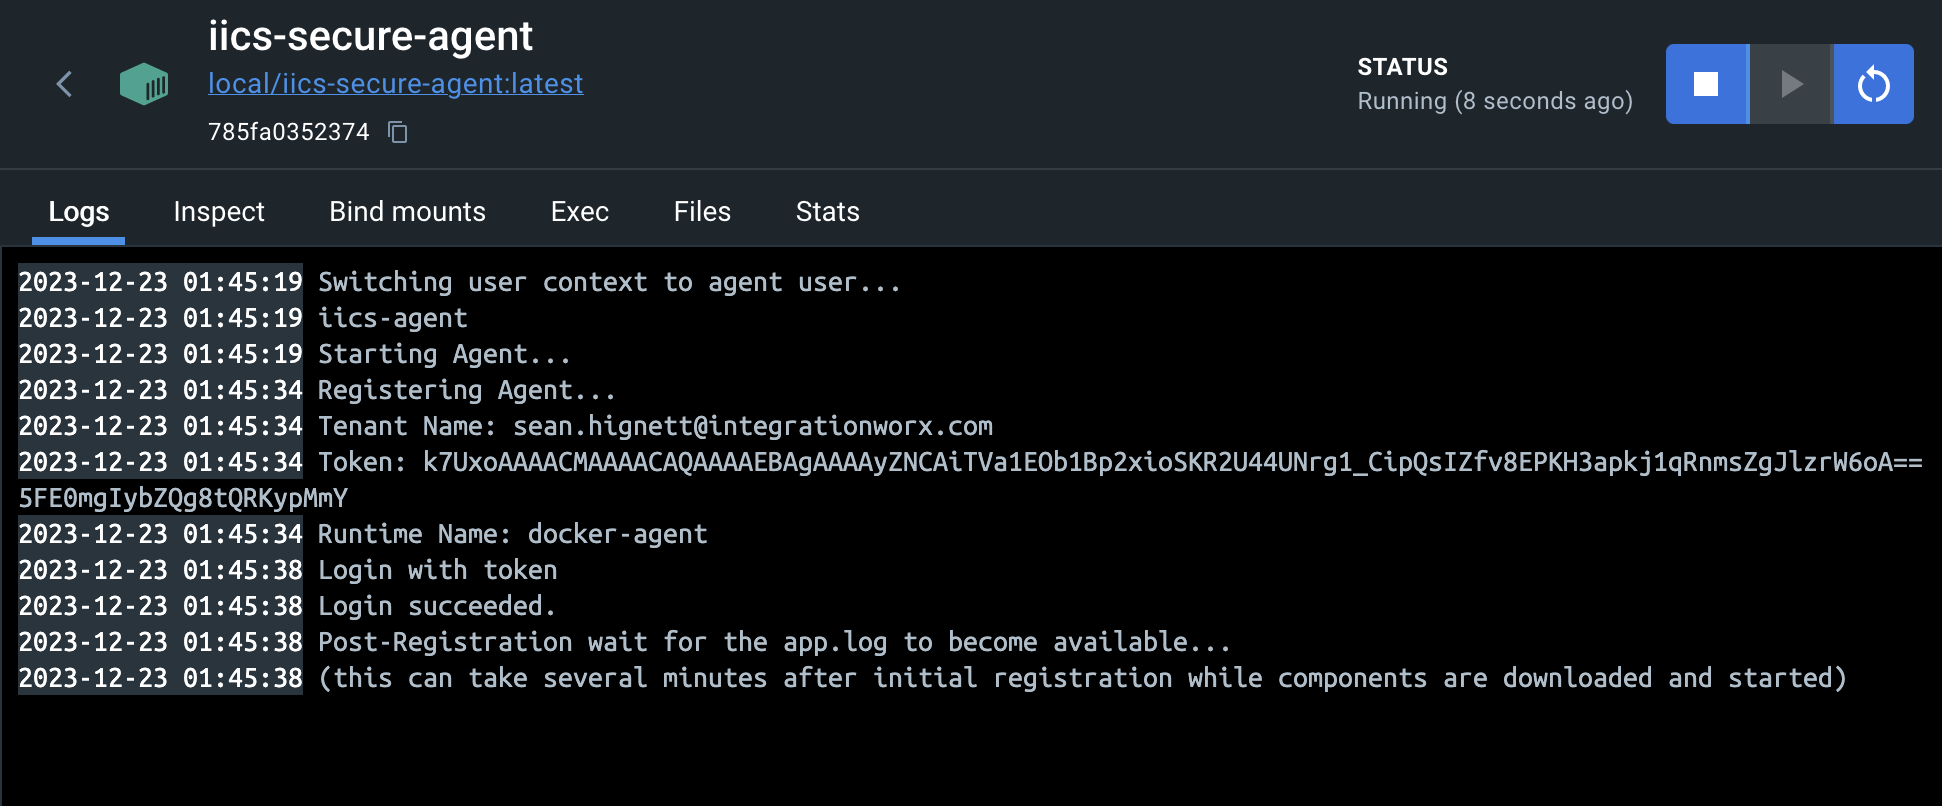 iics-secure-agent
local/iics-secure-agent:latest
785fa0352374
STATUS
Running (8 seconds ago)
Logs Inspect Bind mounts Exec Files Stats
2023-12-23 01:45:19 Switching user context to agent user...
2023-12-23 01:45:19 iics-agent
2023-12-23 01:45:19 Starting Agent...
2023-12-23 01:45:34 Registering Agent...
2023-12-23 01:45:34 Tenant Name: sean.hignett@integrationworx.com
2023-12-23 01:45:34 Token: k7UxoAAAACMAAAACAQAAAAEBAgAAAAyZNCAiTVa1EOb1Bp2xioSKR2U44UNrg1_CipQsIZfv8EPKH3apkj1qRnmsZgJlzrW6oA==
5FE0mgIybZQg8tQRKypMmY
2023-12-23 01:45:34 Runtime Name: docker-agent
2023-12-23 01:45:38 Login with token
2023-12-23 01:45:38 Login succeeded.
2023-12-23 01:45:38 Post-Registration wait for the app.log to become available...
2023-12-23 01:45:38 (this can take several minutes after initial registration while components are downloaded and started)